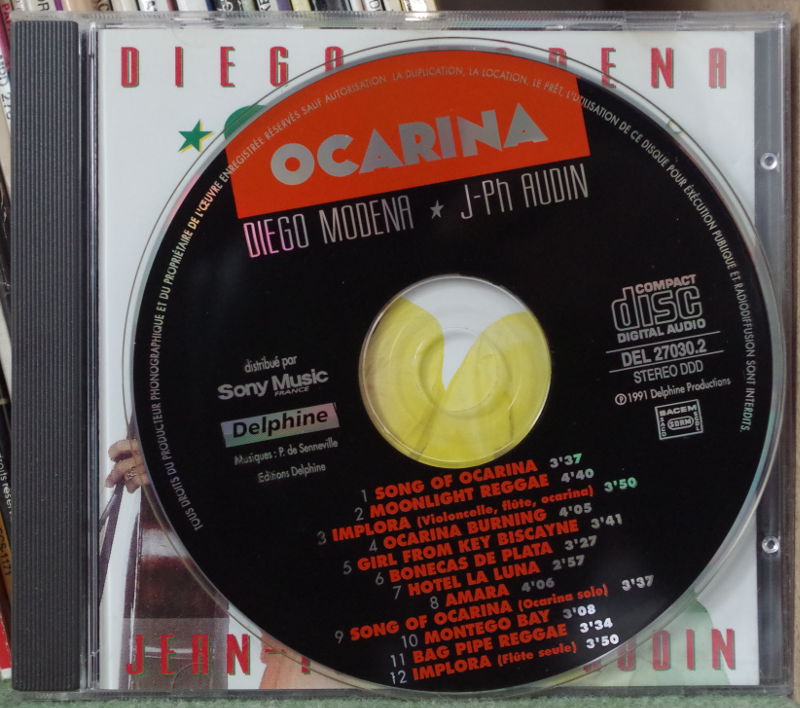 DIEGO MODENA
TOUS DROITS DU PRODUCTEUR PHONOGRAPHIQUE ET DU PROPRIÉTAIRE DE L'ŒUVRE ENREGISTRÉE RÉSERVÉS SAUF AUTORISATION. LA DUPLICATION, LA LOCATION, LE PRÊT, L'UTILISATION DE CE DISQUE POUR EXÉCUTION PUBLIQUE ET RADIODIFFUSION SONT INTERDITS.
OCARINA
DIEGO MODENA ★ J-Ph AUDIN
COMPACT
disc
DIGITAL AUDIO
DEL 27030.2
STEREO DDD
℗ 1991 Delphine Productions
SACEM
SDRM
distribué par
Sony Music
FRANCE
Delphine
Musiques : P. de Senneville
Editions Delphine
1 SONG OF OCARINA 3'37
2 MOONLIGHT REGGAE 4'40
3 IMPLORA (Violoncelle, flûte, ocarina) 3'50
4 OCARINA BURNING 4'05
5 GIRL FROM KEY BISCAYNE 3'41
6 BONECAS DE PLATA 3'27
7 HOTEL LA LUNA 2'57
8 AMARA 4'06
9 SONG OF OCARINA (Ocarina solo) 3'37
10 MONTEGO BAY 3'08
11 BAG PIPE REGGAE 3'34
12 IMPLORA (Flûte seule) 3'50
JEAN- UDIN